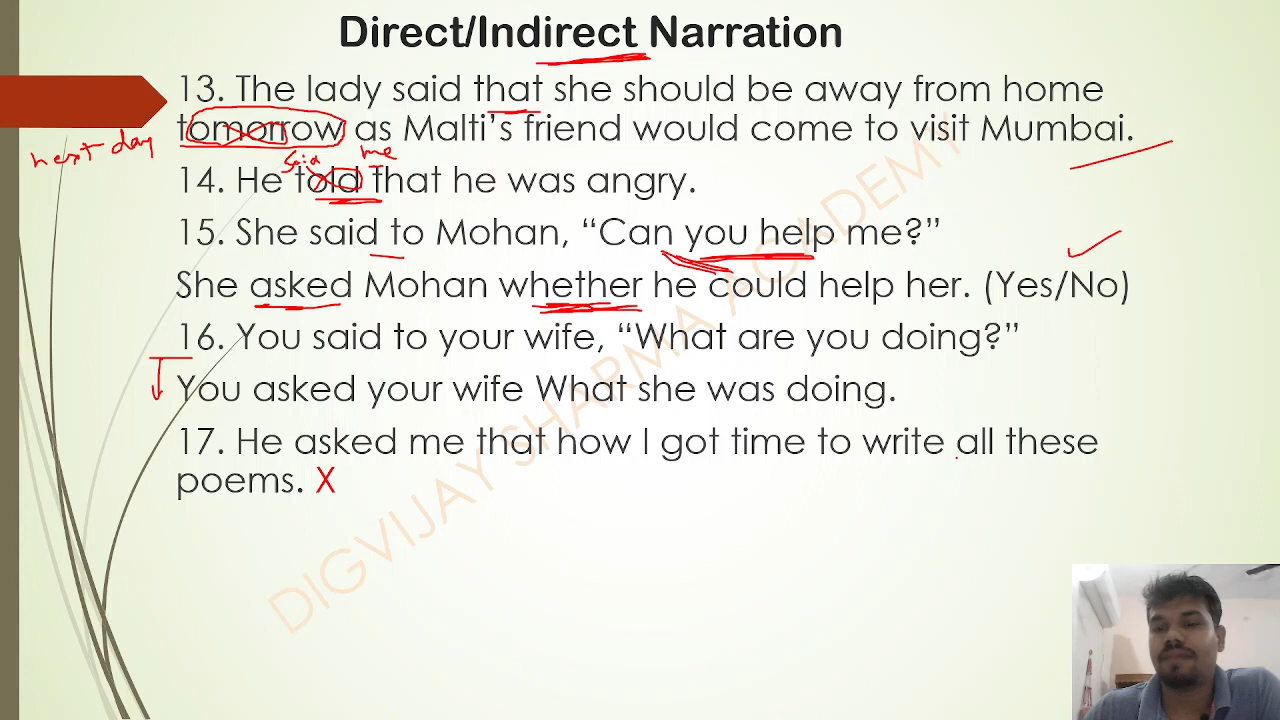 Direct/Indirect Narration
13. The lady said that she should be away from home
tomorrow as Malti's friend would come to visit Mumbai.
next day
said me
14. He told that he was angry.
15. She said to Mohan, “Can you help me?”
She asked Mohan whether he could help her. (Yes/No)
16. You said to your wife, “What are you doing?”
You asked your wife What she was doing.
17. He asked me that how I got time to write all these
poems. X
DIGVIJAY SHARMA ACADEMY